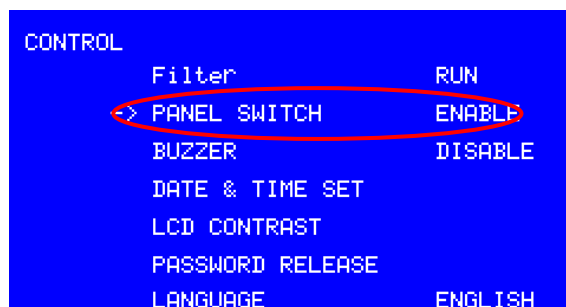 CONTROL
Filter RUN
-> PANEL SWITCH ENABLE
BUZZER DISABLE
DATE & TIME SET
LCD CONTRAST
PASSWORD RELEASE
LANGUAGE ENGLISH